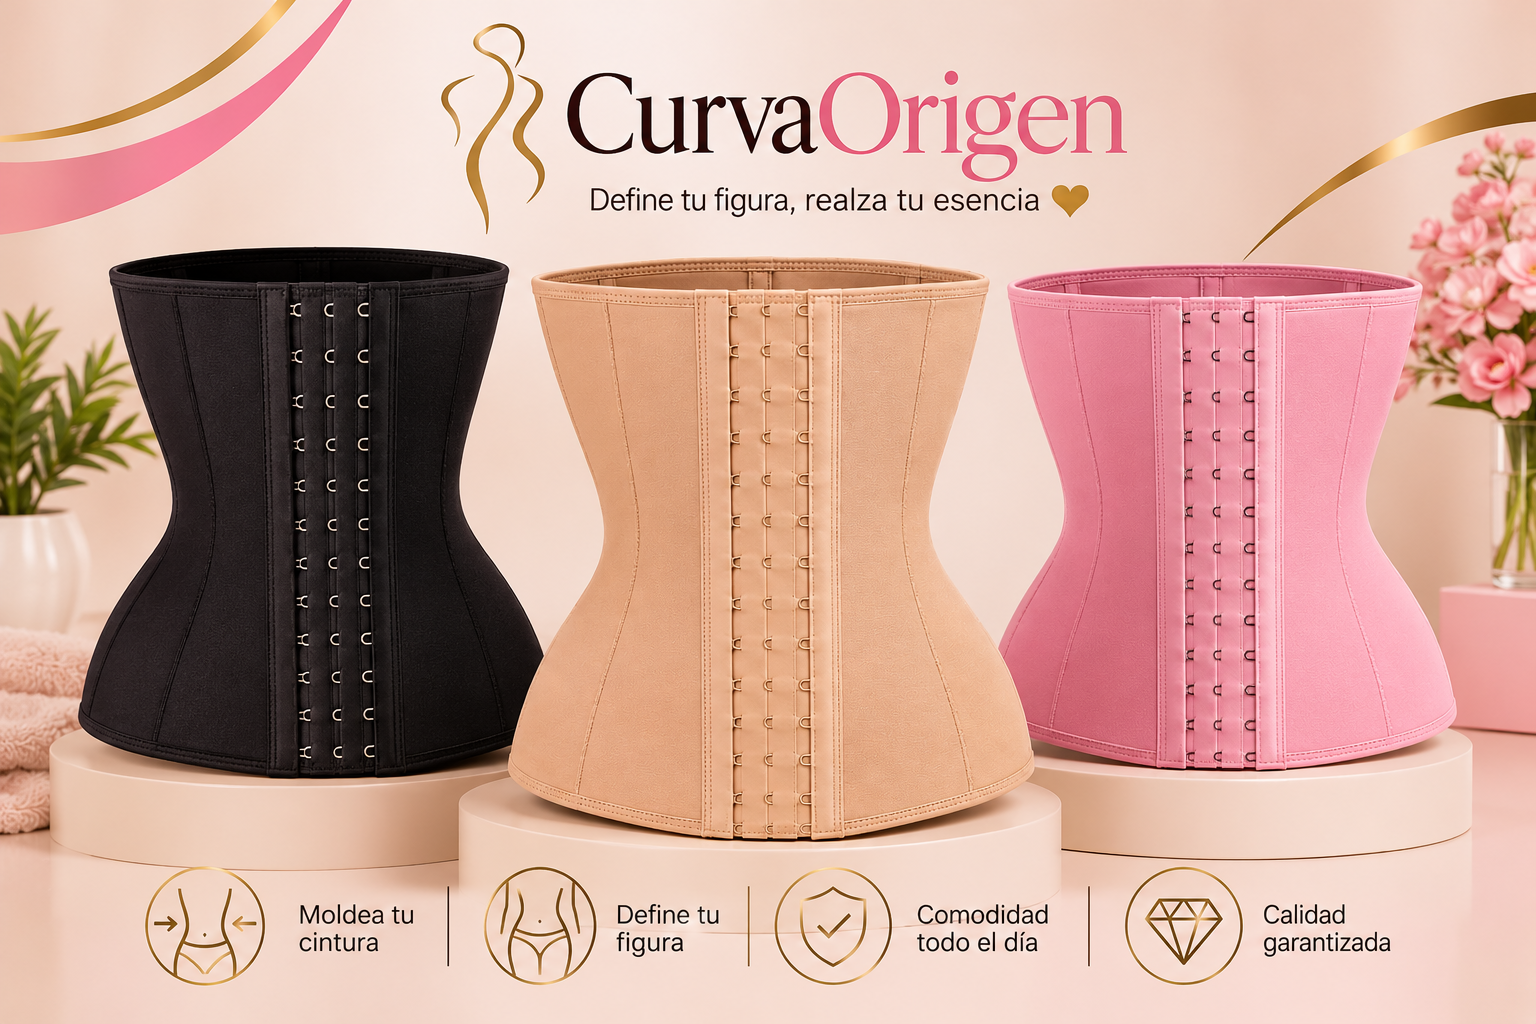 CurvaOrigen
Define tu figura, realza tu esencia
Moldea tu
cintura
Define tu
figura
Comodidad
todo el día
Calidad
garantizada